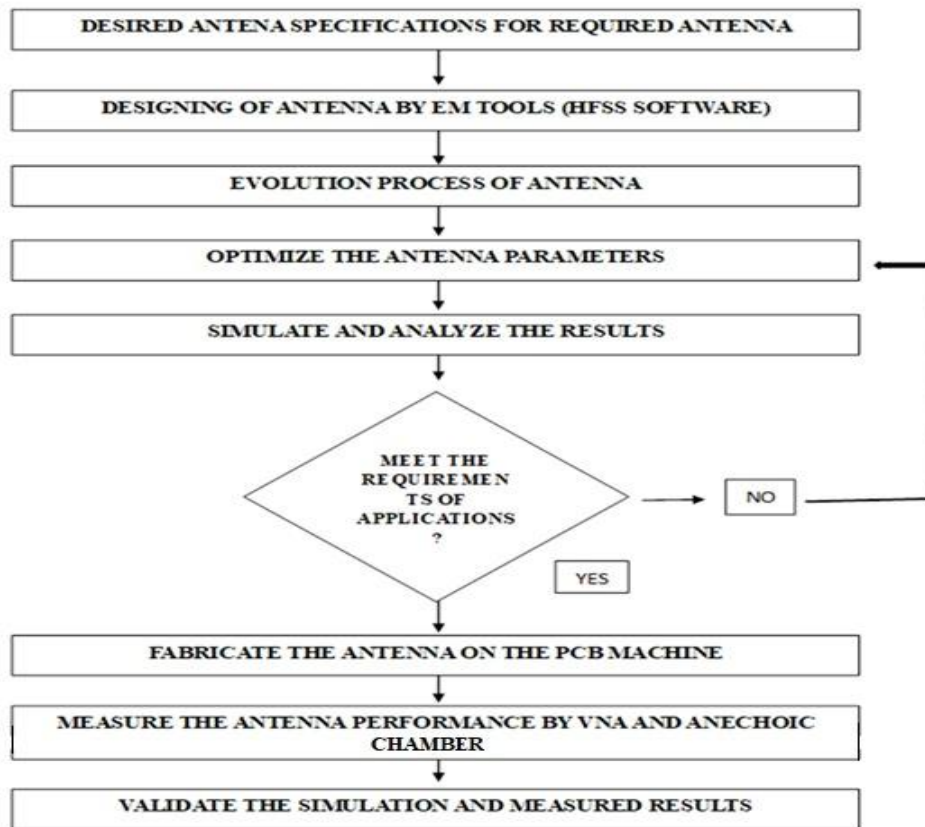 DESIRED ANTENA SPECIFICATIONS FOR REQUIRED ANTENNA
DESIGNING OF ANTENNA BY EM TOOLS (HFSS SOFTWARE)
EVOLUTION PROCESS OF ANTENNA
OPTIMIZE THE ANTENNA PARAMETERS
SIMULATE AND ANALYZE THE RESULTS
MEET THE
REQUIREMEN
TS OF
APPLICATIONS
?
NO
YES
FABRICATE THE ANTENNA ON THE PCB MACHINE
MEASURE THE ANTENNA PERFORMANCE BY VNA AND ANECHOIC
CHAMBER
VALIDATE THE SIMULATION AND MEASURED RESULTS